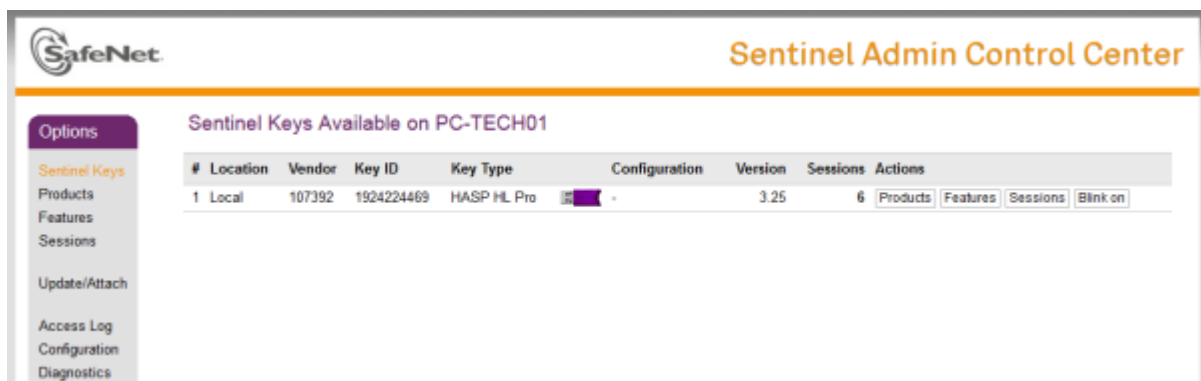 SafeNet.
Sentinel Admin Control Center
Options
Sentinel Keys
Products
Features
Sessions
Update/Attach
Access Log
Configuration
Diagnostics
Sentinel Keys Available on PC-TECH01
# Location Vendor Key ID Key Type Configuration Version Sessions Actions
1 Local 107392 1924224469 HASP HL Pro - 3.25 6 Products Features Sessions Blink on